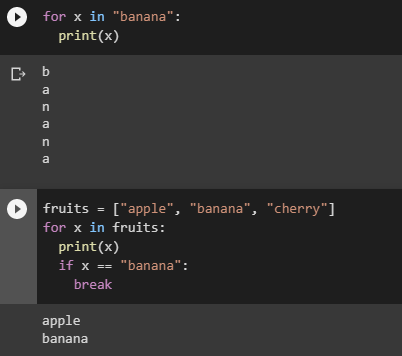 for x in "banana":
  print(x)
b
a
n
a
n
a
fruits = ["apple", "banana", "cherry"]
for x in fruits:
  print(x)
  if x == "banana":
    break
apple
banana